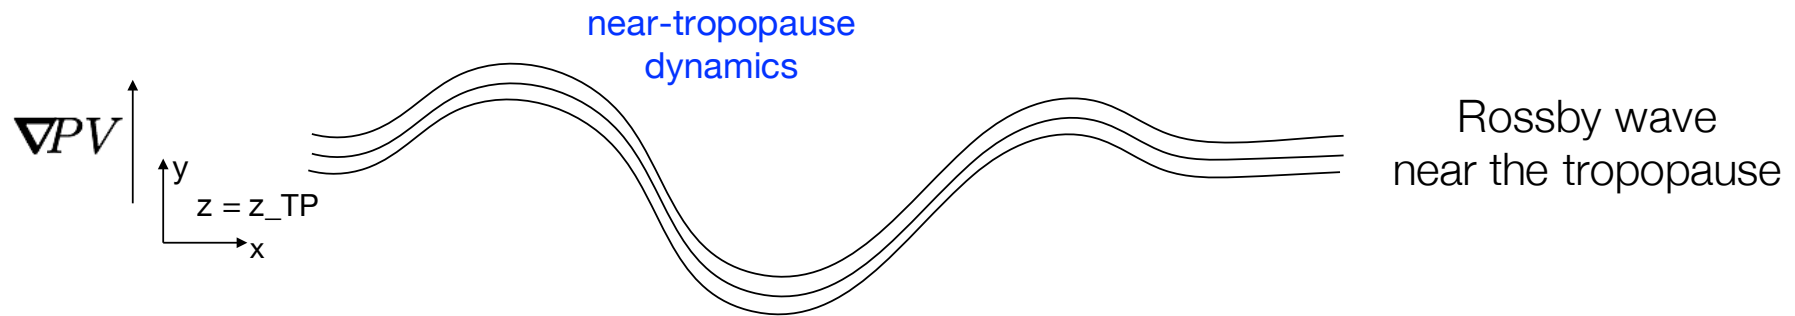 near-tropopause
dynamics
∇PV
y
z = z_TP
x
Rossby wave
near the tropopause